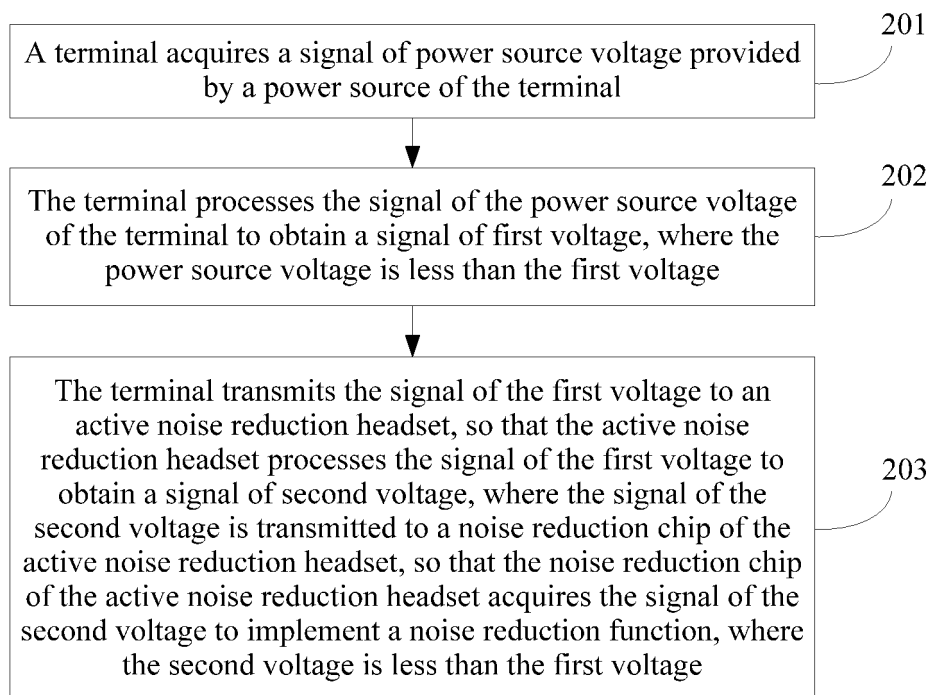 201
A terminal acquires a signal of power source voltage provided
by a power source of the terminal
202
The terminal processes the signal of the power source voltage
of the terminal to obtain a signal of first voltage, where the
power source voltage is less than the first voltage
The terminal transmits the signal of the first voltage to an
active noise reduction headset, so that the active noise
reduction headset processes the signal of the first voltage to
obtain a signal of second voltage, where the signal of the
second voltage is transmitted to a noise reduction chip of the
active noise reduction headset, so that the noise reduction chip
of the active noise reduction headset acquires the signal of the
second voltage to implement a noise reduction function, where
the second voltage is less than the first voltage
203